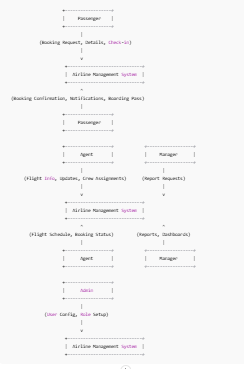 Passenger
(Booking Request, Details, Check-in)
Airline Management System
(Booking Confirmation, Notifications, Boarding Pass)
Passenger
Agent Manager
(Flight Info, Updates, Crew Assignments) (Report Requests)
Airline Management System
(Flight Schedule, Booking Status) (Reports, Dashboards)
Agent Manager
Admin
(User Config, Role Setup)
Airline Management System